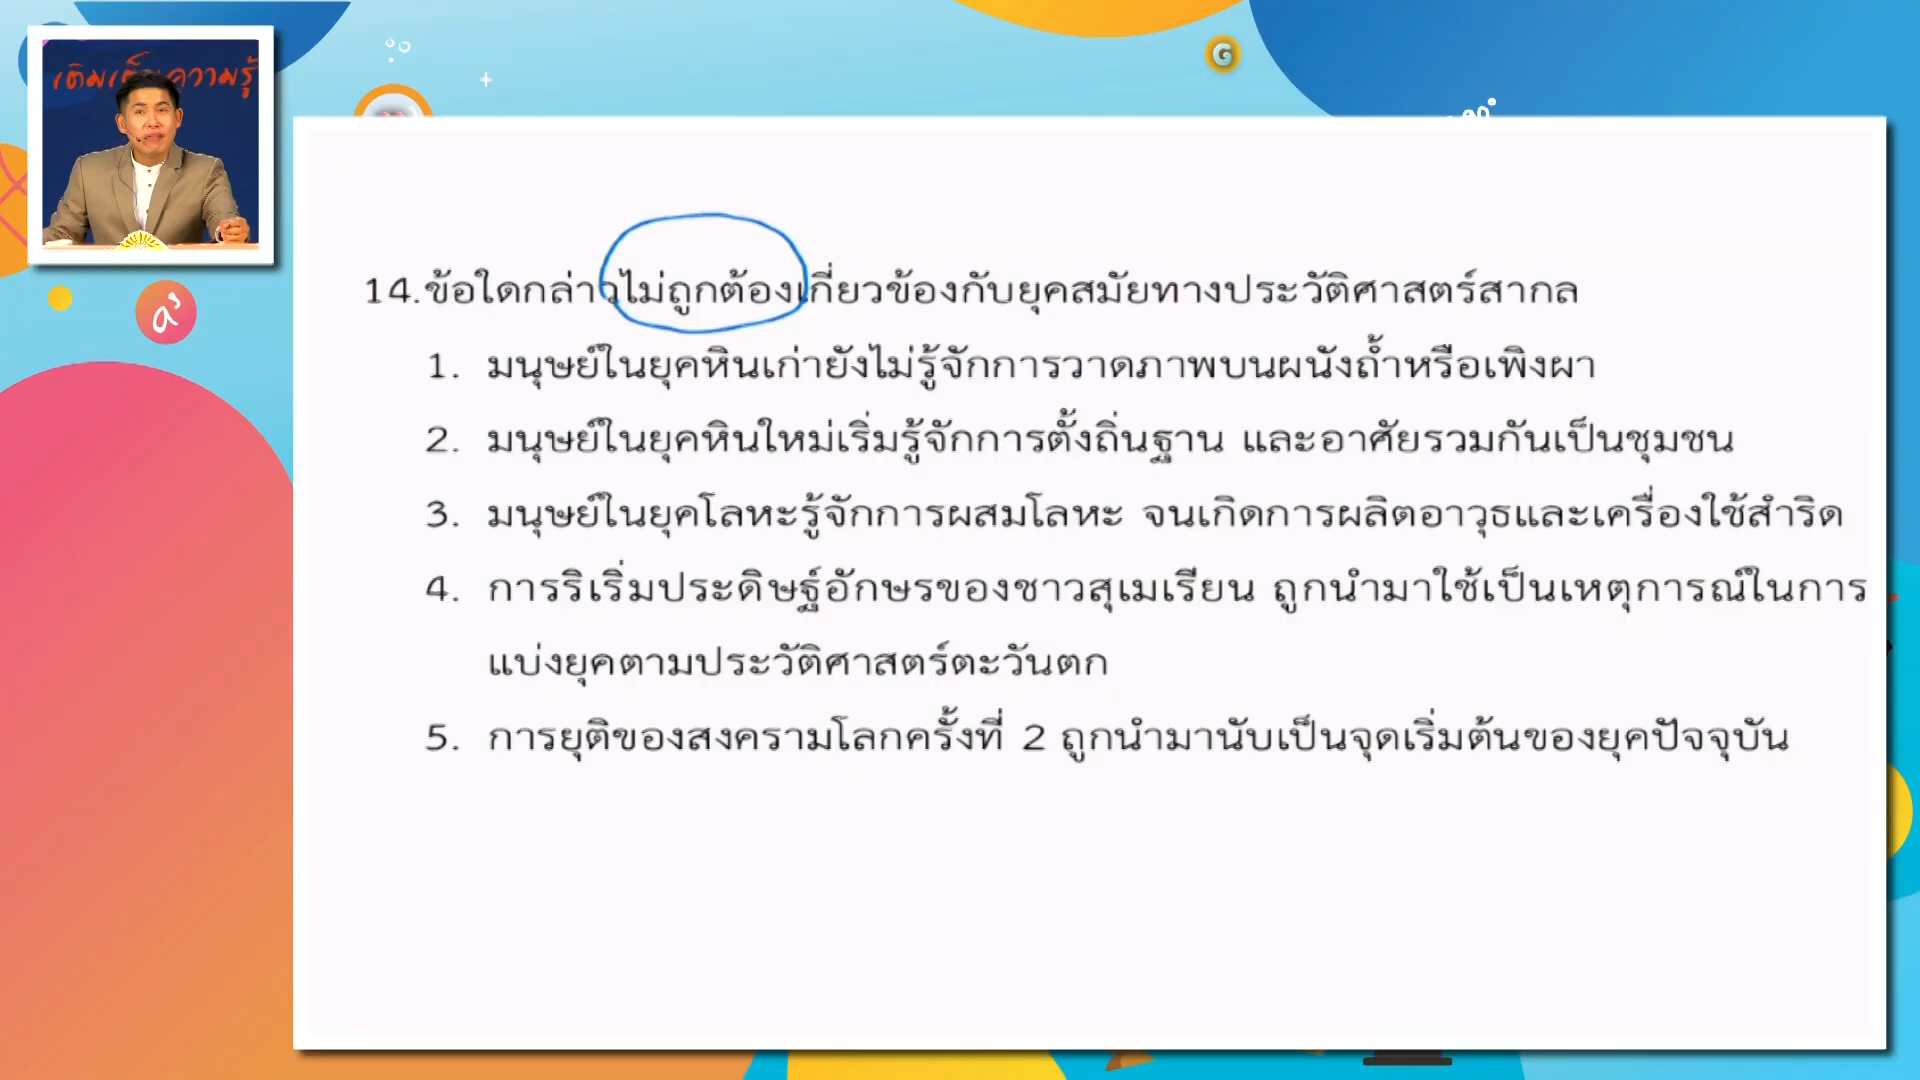 เติมเต็มความรู้
G
14.ข้อใดกล่าวไม่ถูกต้องเกี่ยวข้องกับยุคสมัยทางประวัติศาสตร์สากล
1. มนุษย์ในยุคหินเก่ายังไม่รู้จักการวาดภาพบนผนังถ้ำหรือเพิงผา
2. มนุษย์ในยุคหินใหม่เริ่มรู้จักการตั้งถิ่นฐาน และอาศัยรวมกันเป็นชุมชน
3. มนุษย์ในยุคโลหะรู้จักการผสมโลหะ จนเกิดการผลิตอาวุธและเครื่องใช้สำริด
4. การริเริ่มประดิษฐ์อักษรของชาวสุเมเรียน ถูกนำมาใช้เป็นเหตุการณ์ในการ
แบ่งยุคตามประวัติศาสตร์ตะวันตก
5. การยุติของสงครามโลกครั้งที่ 2 ถูกนำมานับเป็นจุดเริ่มต้นของยุคปัจจุบัน